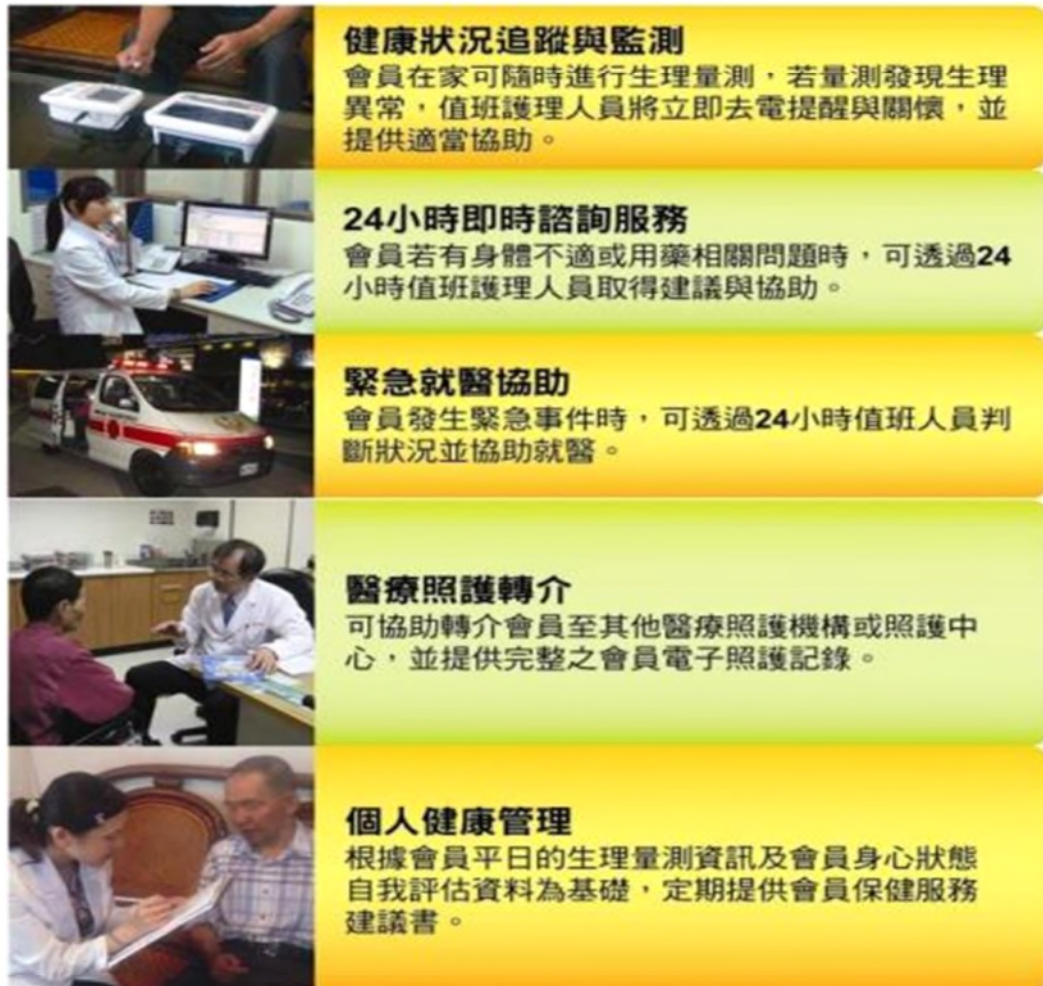 健康狀況追蹤與監測
會員在家可隨時進行生理量測，若量測發現生理
異常，值班護理人員將立即去電提醒與關懷，並
提供適當協助。
24小時即時諮詢服務
會員若有身體不適或用藥相關問題時，可透過24
小時值班護理人員取得建議與協助。
緊急就醫協助
會員發生緊急事件時，可透過24小時值班人員判
斷狀況並協助就醫。
醫療照護轉介
可協助轉介會員至其他醫療照護機構或照護中
心，並提供完整之會員電子照護記錄。
個人健康管理
根據會員平日的生理量測資訊及會員身心狀態
自我評估資料為基礎，定期提供會員保健服務
建議書。